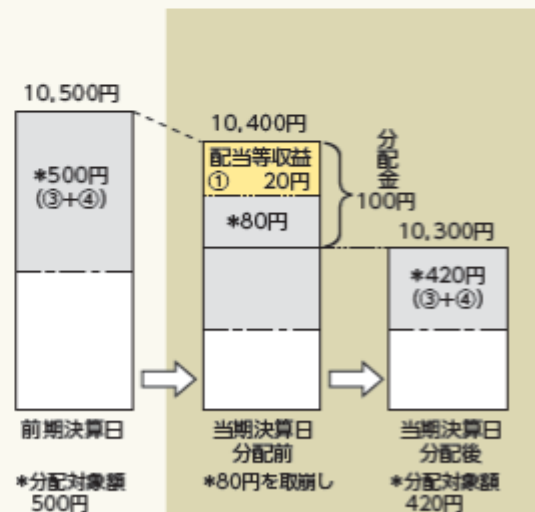 10,500円
*500円
(③+④)
前期決算日
*分配対象額
500円
10,400円
配当等収益
① 20円
*80円
分配金
100円
当期決算日
分配前
*80円を取崩し
10,300円
*420円
(③+④)
当期決算日
分配後
*分配対象額
420円